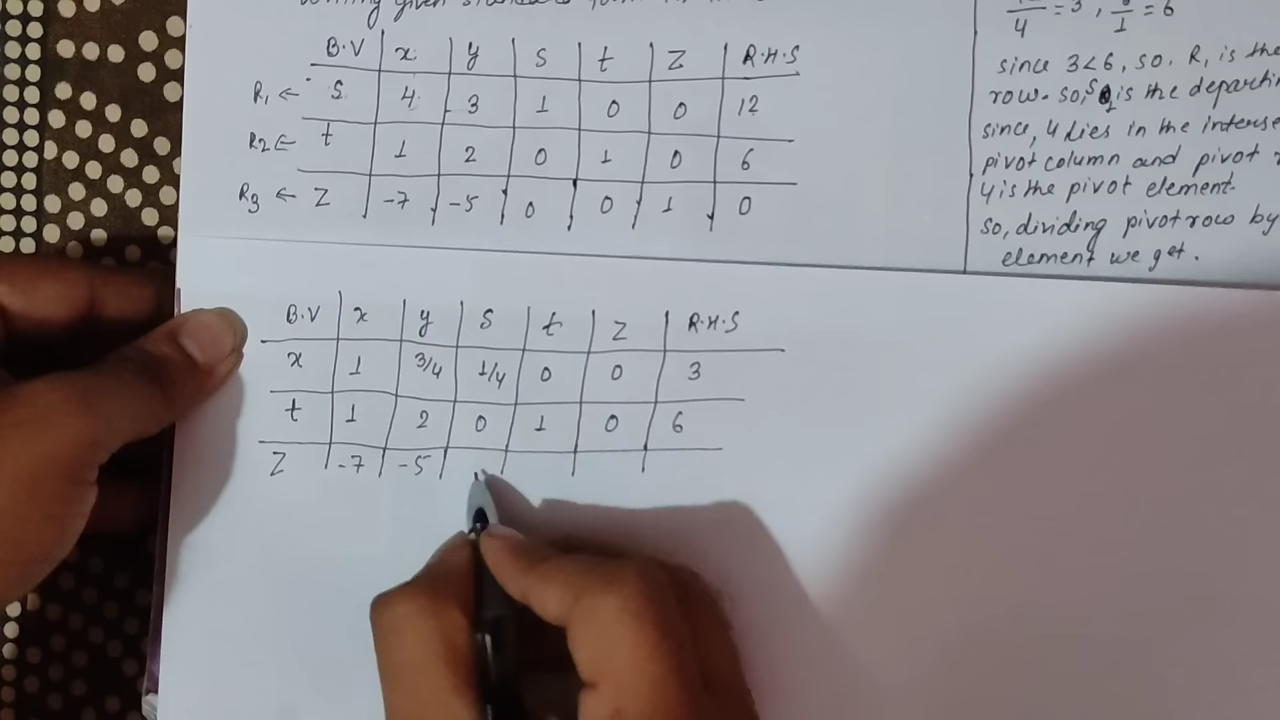 B.V x y S t Z R.H.S
R1 ← S 4 3 1 0 0 12
R2 ← t 1 2 0 1 0 6
R3 ← Z -7 -5 0 0 1 0
4 = 3 , 1 = 6
since 3<6, so. R1 is the
row. so, S is the
since, 4 lies in the
pivot column and pivot
4 is the pivot element.
so, dividing pivot row by
element we get.
B.V x y S t Z R.H.S
x 1 3/4 1/4 0 0 3
t 1 2 0 1 0 6
Z -7 -5